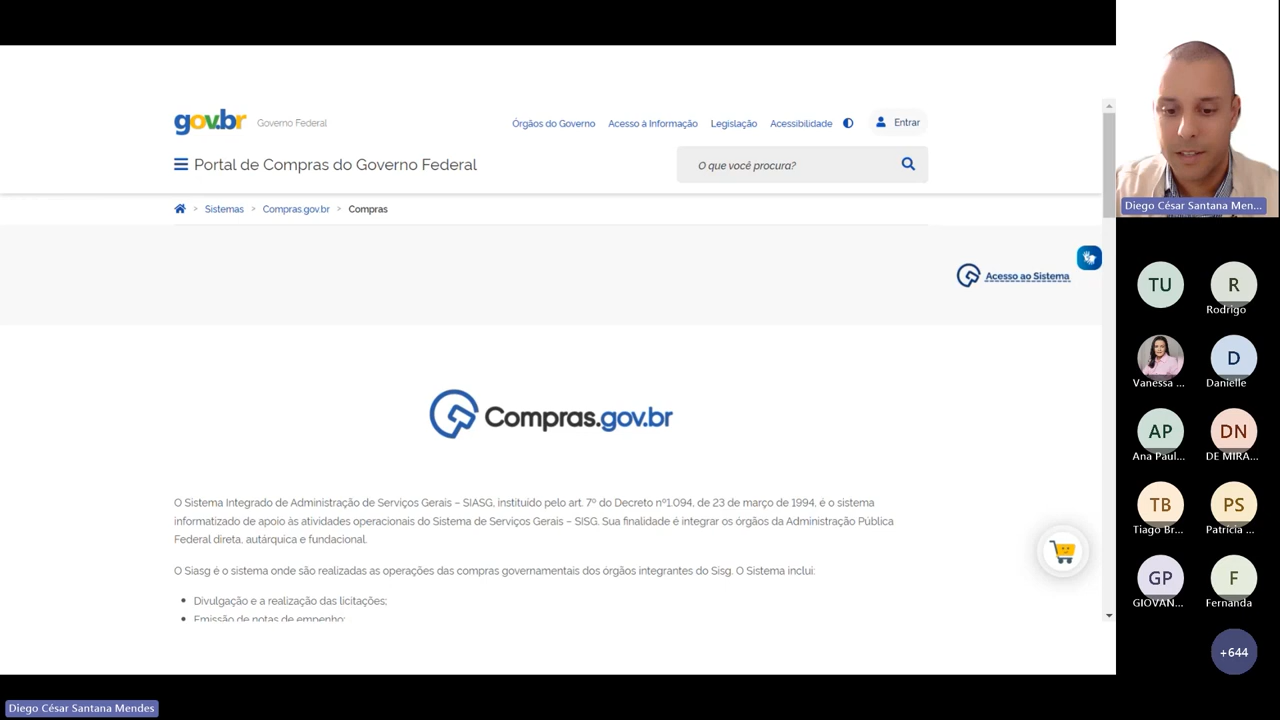 gov.br
Governo Federal
Órgãos do Governo
Acesso à Informação
Legislação
Acessibilidade
Entrar
Portal de Compras do Governo Federal
O que você procura?
Sistemas > Compras.gov.br > Compras
Acesso ao Sistema
Compras.gov.br
O Sistema Integrado de Administração de Serviços Gerais – SIASG, instituído pelo art. 7º do Decreto nº1.094, de 23 de março de 1994, é o sistema
informatizado de apoio às atividades operacionais do Sistema de Serviços Gerais – SISG. Sua finalidade é integrar os órgãos da Administração Pública
Federal direta, autárquica e fundacional.
O Siasg é o sistema onde são realizadas as operações das compras governamentais dos órgãos integrantes do Sisg. O Sistema inclui:
• Divulgação e a realização das licitações;
• Emissão de notas de empenho;
Diego César Santana Men...
TU
R
Rodrigo
Vanessa ...
D
Danielle
AP
Ana Paul...
DN
DE MIRA...
TB
Tiago Br...
PS
Patrícia ...
GP
GIOVAN...
F
Fernanda
+644
Diego César Santana Mendes